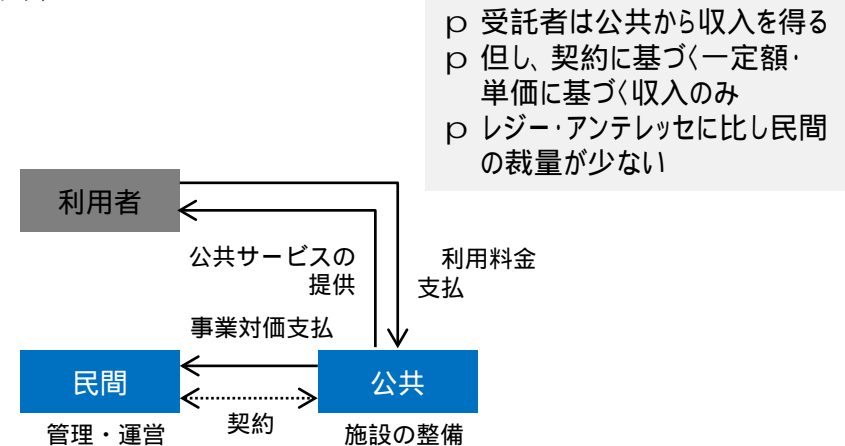 p 受託者は公共から収入を得る
p 但し、契約に基づく一定額・
単価に基づく収入のみ
p レジー・アンテレッセに比し民間
の裁量が少ない
利用者
公共サービスの
提供
利用料金
支払
事業対価支払
民間
公共
契約
管理・運営
施設の整備